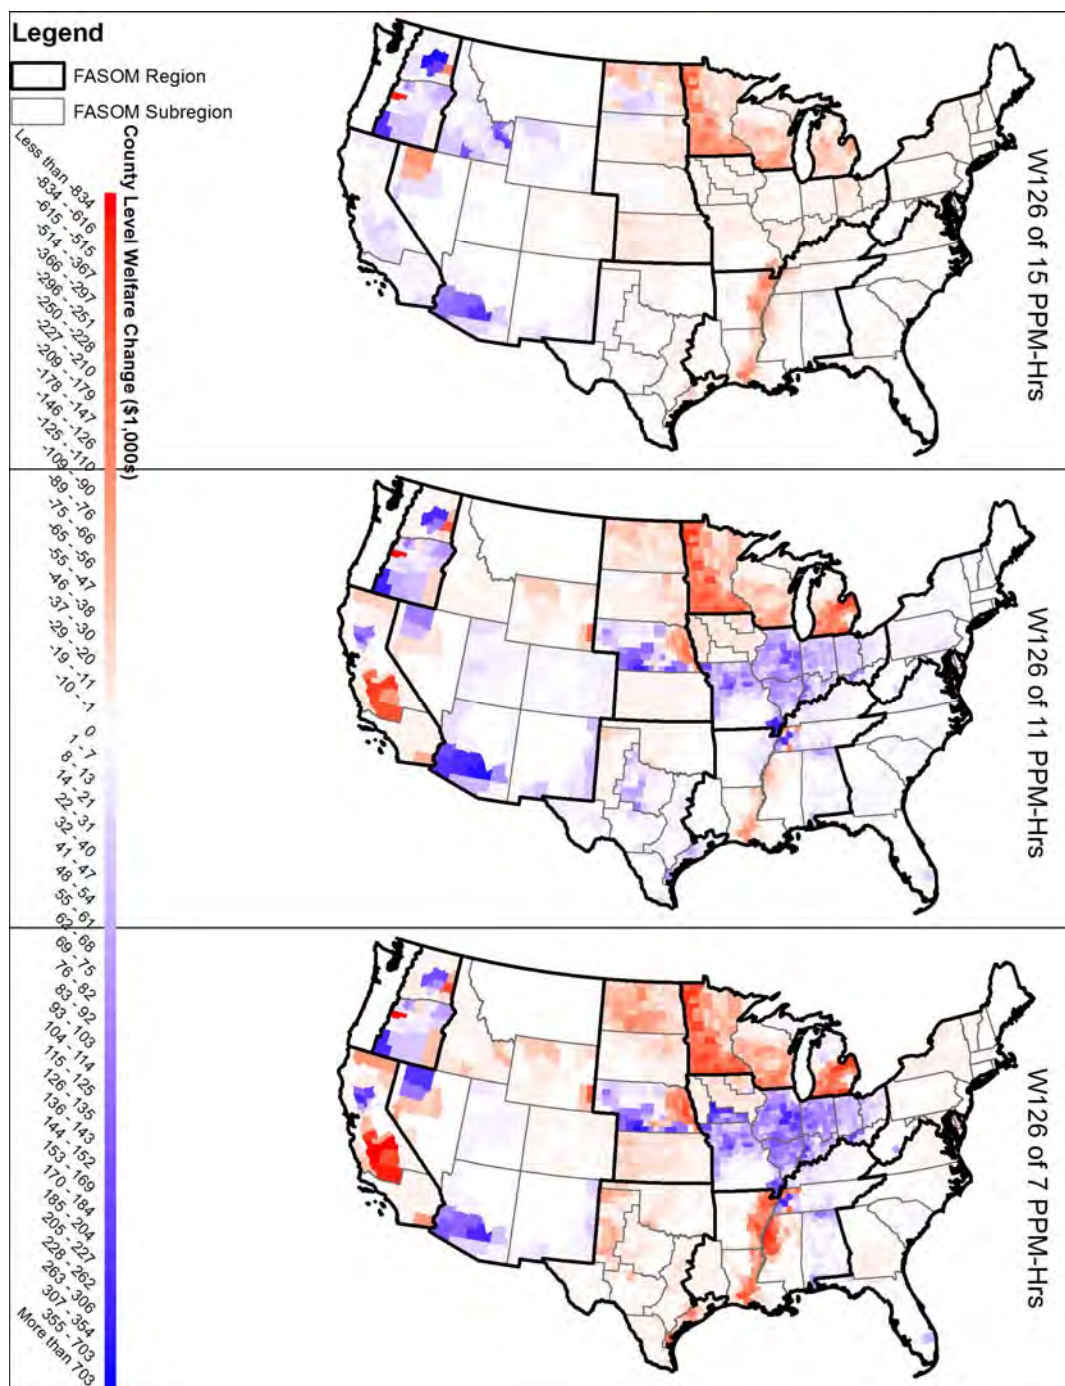 Legend
FASOM Region
FASOM Subregion
County Level Welfare Change ($1,000s)
Less than -834
-834 - -616
-615 - -515
-514 - -367
-366 - -297
-296 - -251
-250 - -228
-227 - -210
-209 - -179
-178 - -147
-146 - -126
-125 - -110
-109 - -90
-89 - -76
-75 - -66
-65 - -56
-55 - -47
-46 - -38
-37 - -30
-29 - -20
-19 - -11
-10 - -1
0
1 - 7
8 - 13
14 - 21
22 - 31
32 - 40
41 - 47
48 - 54
55 - 61
62 - 68
69 - 75
76 - 82
83 - 92
93 - 103
104 - 114
115 - 125
126 - 135
136 - 143
144 - 152
153 - 169
170 - 184
185 - 204
205 - 227
228 - 262
263 - 306
307 - 354
355 - 703
More than 703
W126 of 15 PPM-Hrs
W126 of 11 PPM-Hrs
W126 of 7 PPM-Hrs